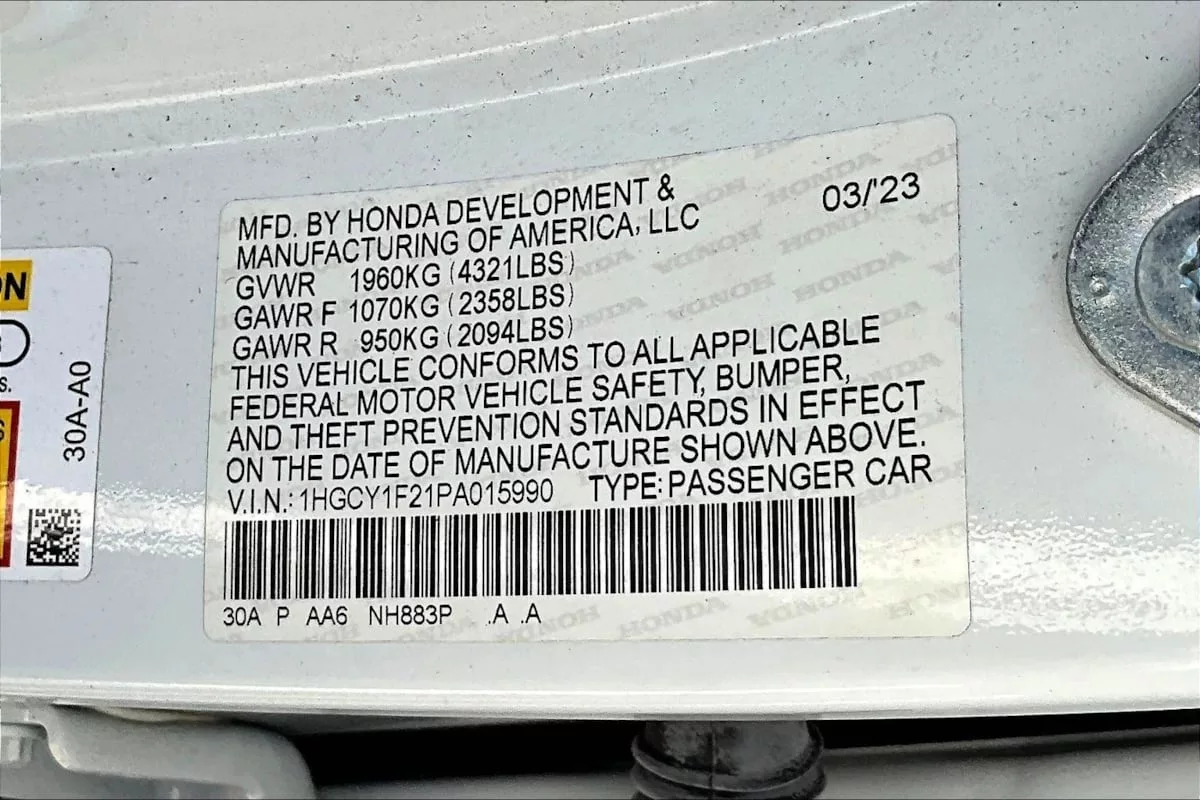 MFD. BY HONDA DEVELOPMENT &
MANUFACTURING OF AMERICA, LLC
03/'23
GVWR 1960KG (4321LBS)
GAWR F 1070KG (2358LBS)
GAWR R 950KG (2094LBS)
THIS VEHICLE CONFORMS TO ALL APPLICABLE
FEDERAL MOTOR VEHICLE SAFETY, BUMPER,
AND THEFT PREVENTION STANDARDS IN EFFECT
ON THE DATE OF MANUFACTURE SHOWN ABOVE.
V.I.N.: 1HGCY1F21PA015990 TYPE: PASSENGER CAR
30A P AA6 NH883P .A .A
30A-A0
HONDA